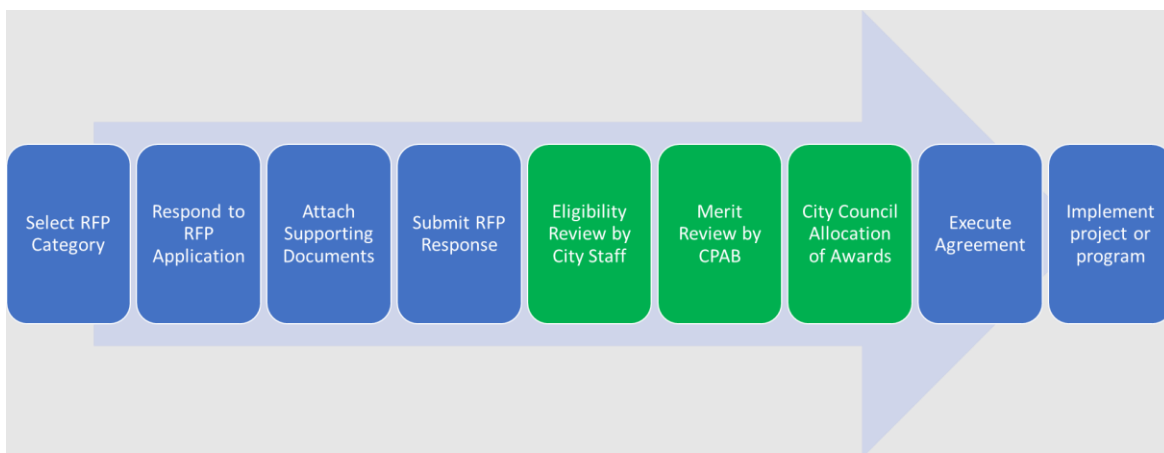 Select RFP
Category
Respond to
RFP
Application
Attach
Supporting
Documents
Submit RFP
Response
Eligibility
Review by
City Staff
Merit
Review by
CPAB
City Council
Allocation
of Awards
Execute
Agreement
Implement
project or
program